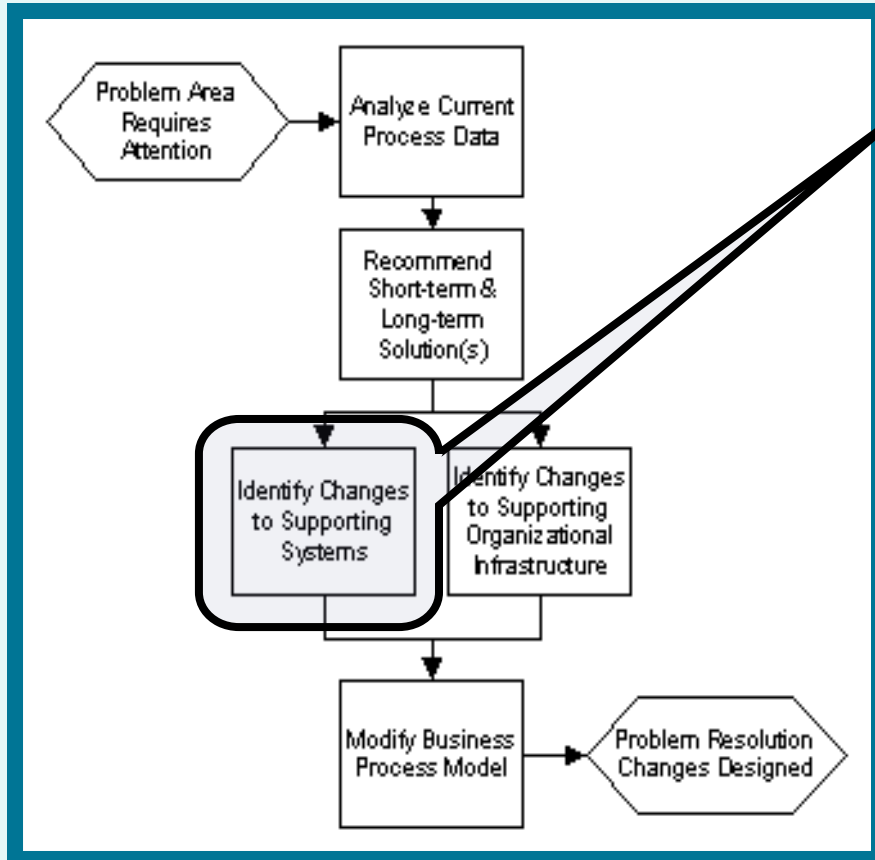 Problem Area
Requires
Attention
Analyze Current
Process Data
Recommend
Short-term &
Long-term
Solution(s)
Identify Changes
to Supporting
Systems
Identify Changes
to Supporting
Organizational
Infrastructure
Modify Business
Process Model
Problem Resolution
Changes Designed